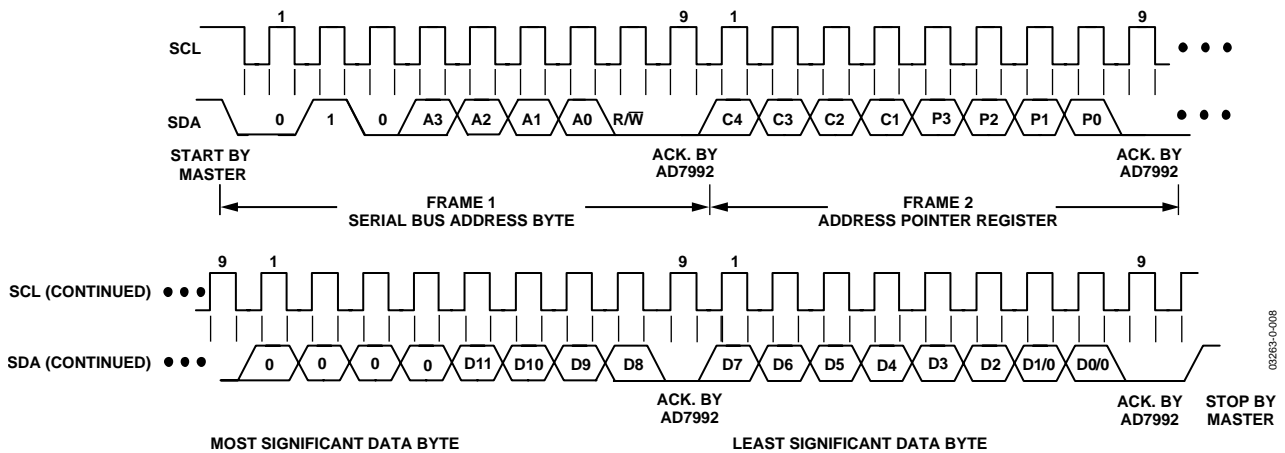 1 9 1 9
SCL
SDA 0 1 0 A3 A2 A1 A0 R/W̅ C4 C3 C2 C1 P3 P2 P1 P0
START BY MASTER
ACK. BY AD7992
ACK. BY AD7992
FRAME 1
SERIAL BUS ADDRESS BYTE
FRAME 2
ADDRESS POINTER REGISTER
9 1 9 1 9
SCL (CONTINUED)
SDA (CONTINUED) 0 0 0 0 D11 D10 D9 D8 D7 D6 D5 D4 D3 D2 D1/0 D0/0
ACK. BY AD7992
ACK. BY AD7992
STOP BY MASTER
MOST SIGNIFICANT DATA BYTE
LEAST SIGNIFICANT DATA BYTE
03263-0-008